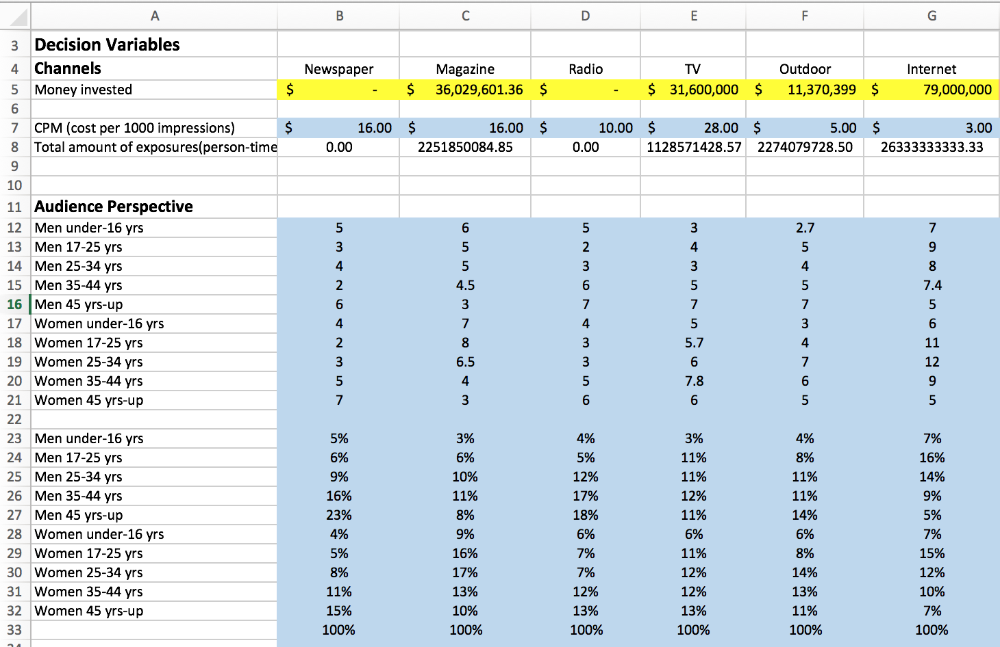 A B C D E F G
3 Decision Variables
4 Channels Newspaper Magazine Radio TV Outdoor Internet
5 Money invested $ - $ 36,029,601.36 $ - $ 31,600,000 $ 11,370,399 $ 79,000,000
6
7 CPM (cost per 1000 impressions) $ 16.00 $ 16.00 $ 10.00 $ 28.00 $ 5.00 $ 3.00
8 Total amount of exposures(person-time 0.00 2251850084.85 0.00 1128571428.57 2274079728.50 26333333333.33
9
10
11 Audience Perspective
12 Men under-16 yrs 5 6 5 3 2.7 7
13 Men 17-25 yrs 3 5 2 4 5 9
14 Men 25-34 yrs 4 5 3 3 4 8
15 Men 35-44 yrs 2 4.5 6 5 5 7.4
16 Men 45 yrs-up 6 3 7 7 7 5
17 Women under-16 yrs 4 7 4 5 3 6
18 Women 17-25 yrs 2 8 3 5.7 4 11
19 Women 25-34 yrs 3 6.5 3 6 7 12
20 Women 35-44 yrs 5 4 5 7.8 6 9
21 Women 45 yrs-up 7 3 6 6 5 5
22
23 Men under-16 yrs 5% 3% 4% 3% 4% 7%
24 Men 17-25 yrs 6% 6% 5% 11% 8% 16%
25 Men 25-34 yrs 9% 10% 12% 11% 11% 14%
26 Men 35-44 yrs 16% 11% 17% 12% 11% 9%
27 Men 45 yrs-up 23% 8% 18% 11% 14% 5%
28 Women under-16 yrs 4% 9% 6% 6% 6% 7%
29 Women 17-25 yrs 5% 16% 7% 11% 8% 15%
30 Women 25-34 yrs 8% 17% 7% 12% 14% 12%
31 Women 35-44 yrs 11% 13% 12% 12% 13% 10%
32 Women 45 yrs-up 15% 10% 13% 13% 11% 7%
33 100% 100% 100% 100% 100% 100%